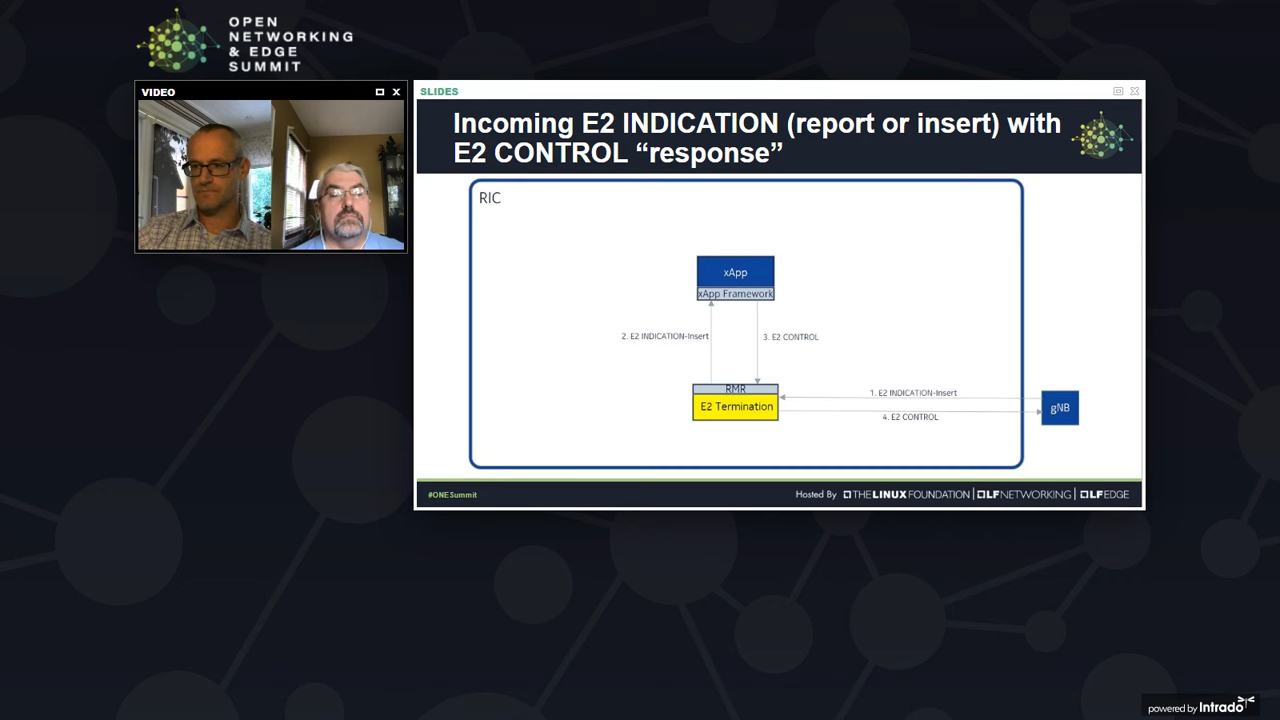 OPEN
NETWORKING
& EDGE
SUMMIT
VIDEO
SLIDES
Incoming E2 INDICATION (report or insert) with
E2 CONTROL “response”
RIC
xApp
xApp Framework
2. E2 INDICATION-Insert
3. E2 CONTROL
RMR
E2 Termination
1. E2 INDICATION-Insert
4. E2 CONTROL
gNB
#ONESummit
Hosted By THE LINUX FOUNDATION | LF NETWORKING | LF EDGE
powered by Intrado